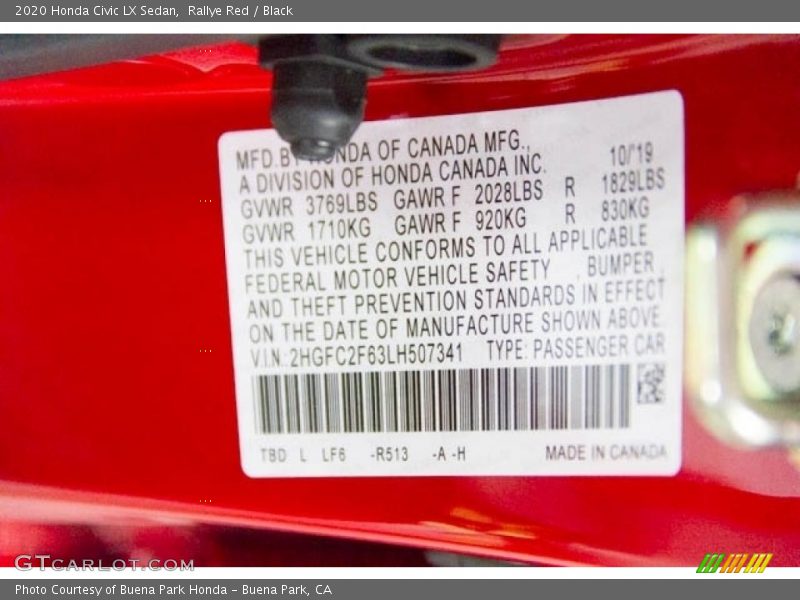 2020 Honda Civic LX Sedan, Rallye Red / Black
MFD.BY HONDA OF CANADA MFG., 10/'19
A DIVISION OF HONDA CANADA INC.
GVWR 3769LBS GAWR F 2028LBS R 1829LBS
GVWR 1710KG GAWR F 920KG R 830KG
THIS VEHICLE CONFORMS TO ALL APPLICABLE
FEDERAL MOTOR VEHICLE SAFETY , BUMPER ,
AND THEFT PREVENTION STANDARDS IN EFFECT
ON THE DATE OF MANUFACTURE SHOWN ABOVE.
V.I.N: 2HGFC2F63LH507341 TYPE: PASSENGER CAR
TBD L LF6 -R513 -A -H MADE IN CANADA
GTCARLOT.COM
Photo Courtesy of Buena Park Honda – Buena Park, CA